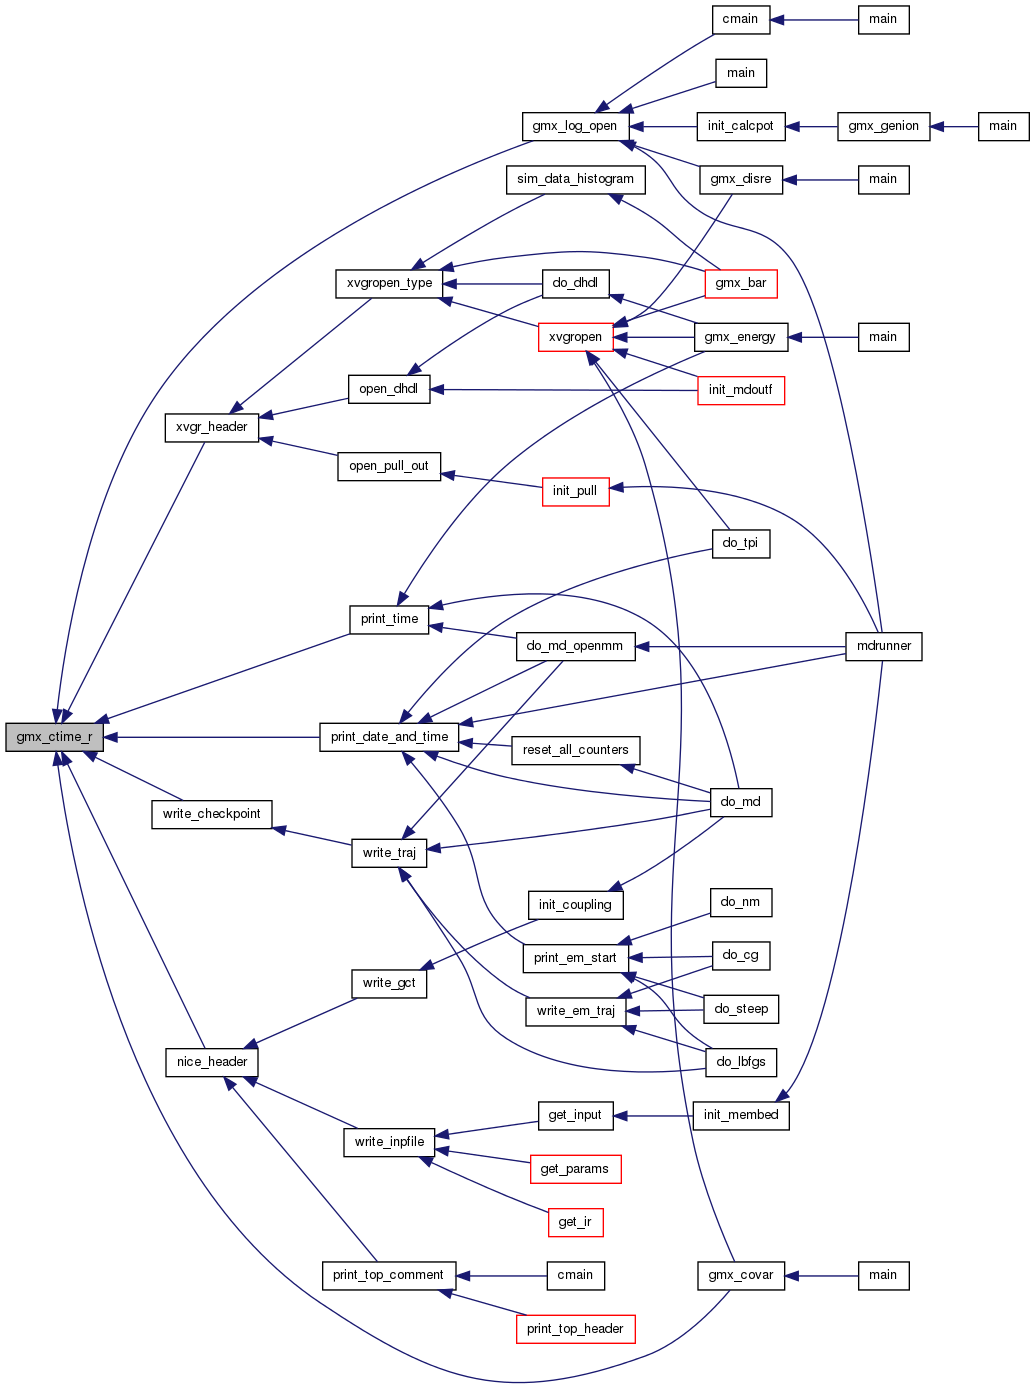 cmain
main
main
gmx_log_open
init_calcpot
gmx_genion
main
sim_data_histogram
gmx_disre
main
xvgropen_type
do_dhdl
gmx_bar
xvgropen
gmx_energy
main
open_dhdl
init_mdoutf
xvgr_header
open_pull_out
init_pull
do_tpi
print_time
do_md_openmm
mdrunner
gmx_ctime_r
print_date_and_time
reset_all_counters
do_md
write_checkpoint
write_traj
init_coupling
do_nm
print_em_start
do_cg
write_gct
write_em_traj
do_steep
nice_header
do_lbfgs
get_input
init_membed
write_inpfile
get_params
get_ir
print_top_comment
cmain
gmx_covar
main
print_top_header